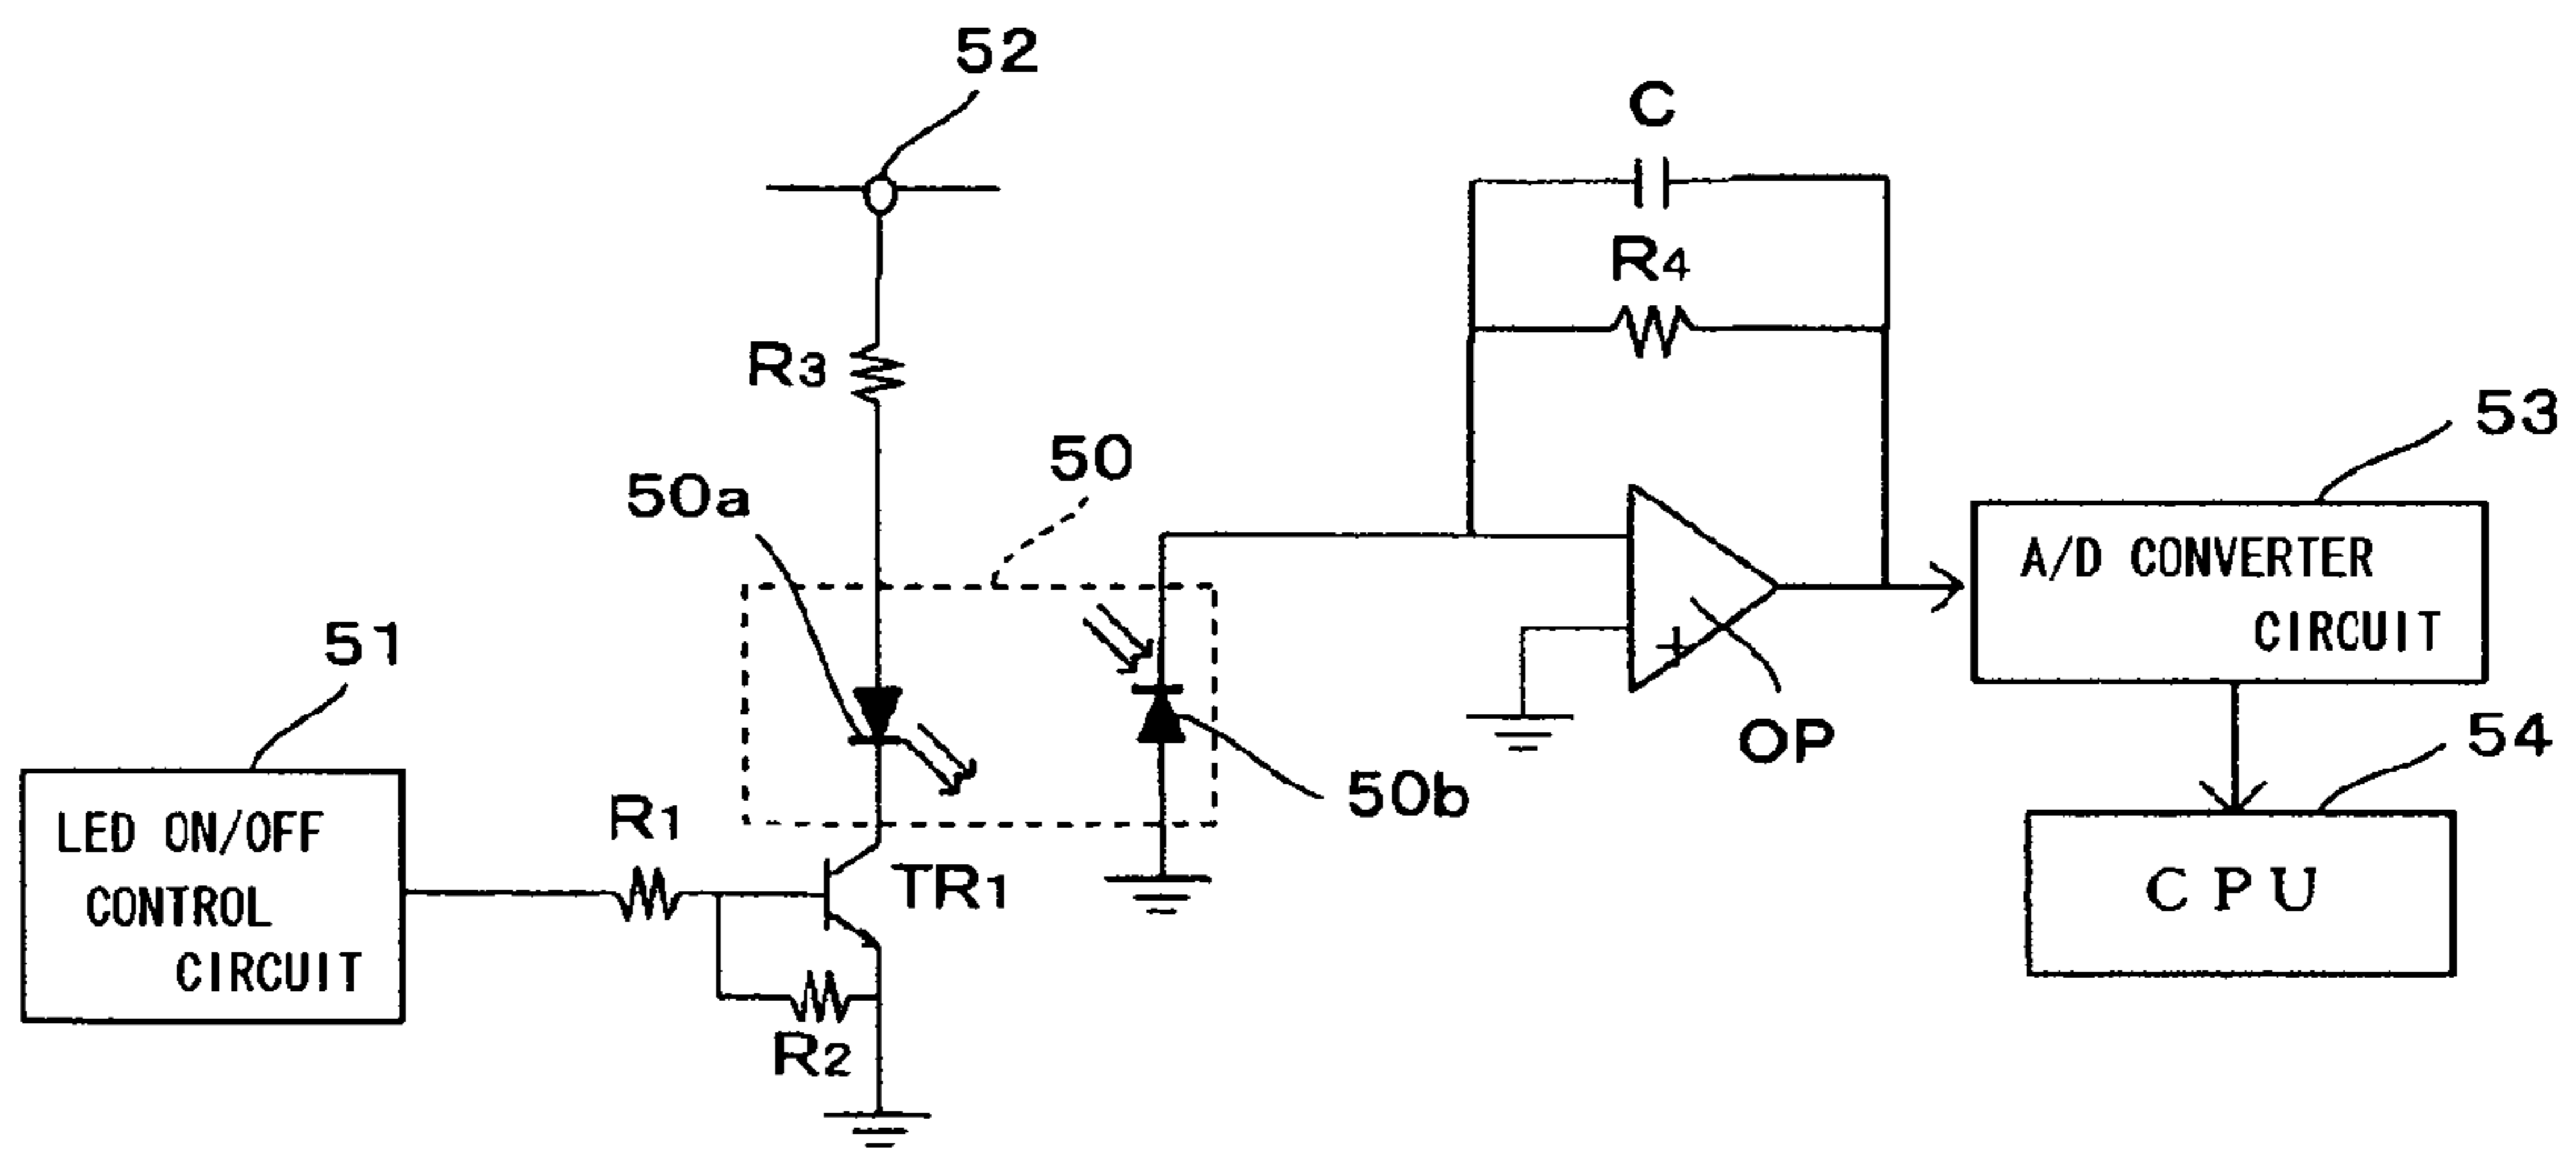 52
C
R4
R3
50
50a
53
A/D CONVERTER
CIRCUIT
51
+
OP
54
50b
LED ON/OFF
CONTROL
CIRCUIT
R1
TR1
CPU
R2